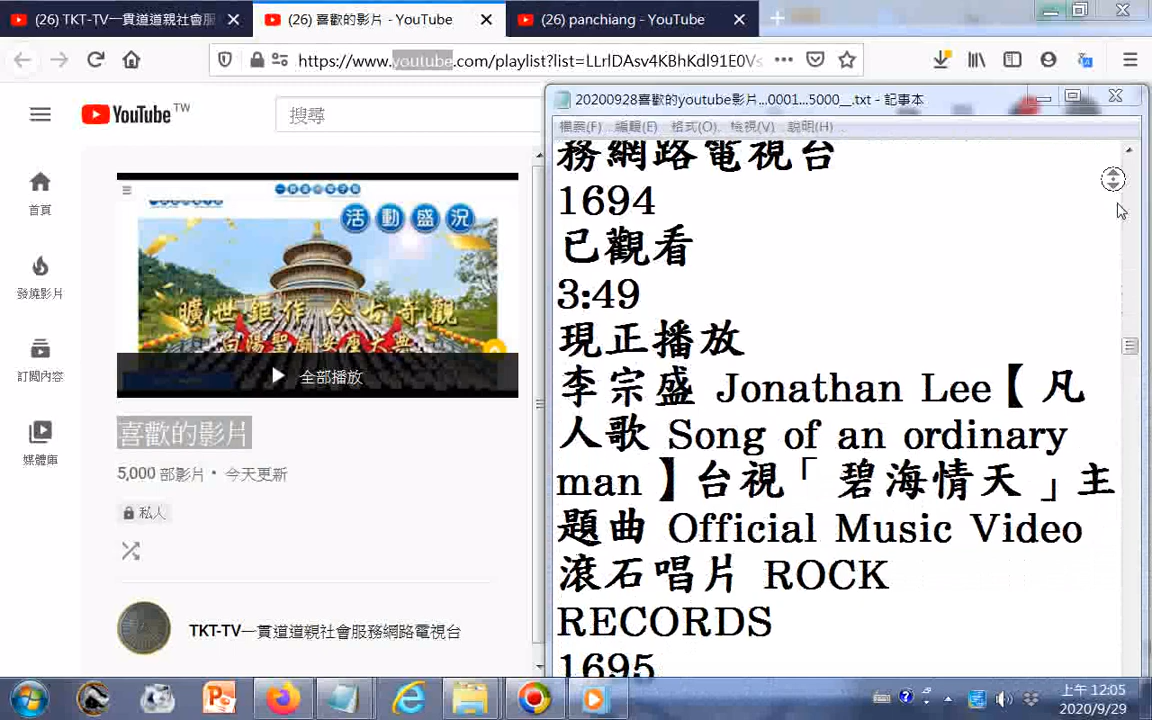 (26) TKT-TV一貫道道親社會服
(26) 喜歡的影片 - YouTube
(26) panchiang - YouTube
https://www.youtube.com/playlist?list=LLrlDAsv4KBhKdl91E0Vs
YouTube TW
搜尋
首頁
發燒影片
訂閱內容
媒體庫
活動盛況
曠世鉅作 今古奇觀
全部播放
喜歡的影片
5,000 部影片 • 今天更新
私人
TKT-TV一貫道道親社會服務網路電視台
20200928喜歡的youtube影片...0001...5000__.txt - 記事本
檔案(F) 編輯(E) 格式(O) 檢視(V) 說明(H)
務網路電視台
1694
已觀看
3:49
現正播放
李宗盛 Jonathan Lee【 凡
人歌 Song of an ordinary
man 】台視「 碧海情天 」主
題曲 Official Music Video
滾石唱片 ROCK
RECORDS
1695
上午 12:05
2020/9/29